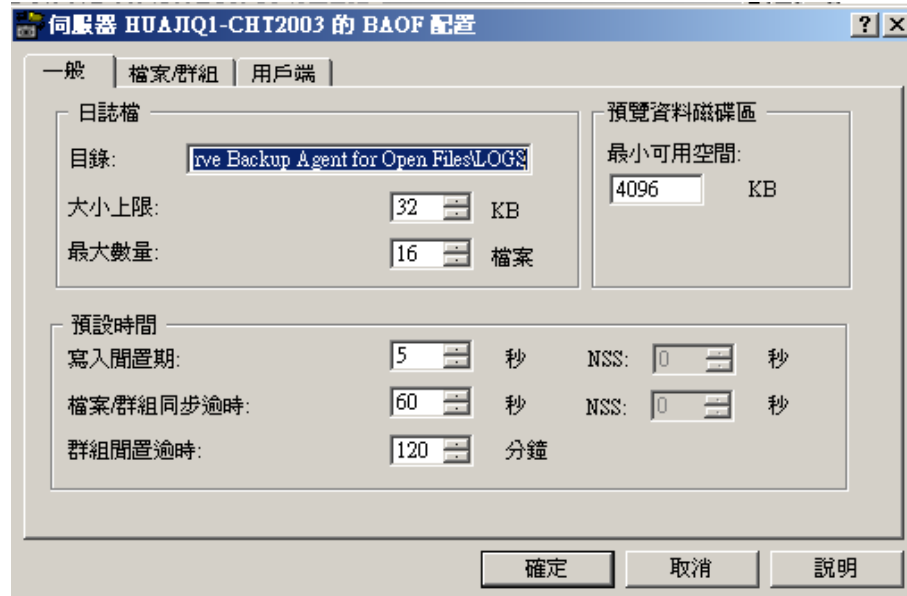 伺服器 HUAJIQ1-CHT2003 的 BAOF 配置
一般 檔案/群組 用戶端
日誌檔
目錄: rve Backup Agent for Open Files\LOGS
大小上限: 32 KB
最大數量: 16 檔案
預覽資料磁碟區
最小可用空間:
4096 KB
預設時間
寫入閒置期: 5 秒 NSS: 0 秒
檔案/群組同步逾時: 60 秒 NSS: 0 秒
群組閒置逾時: 120 分鐘
確定 取消 說明